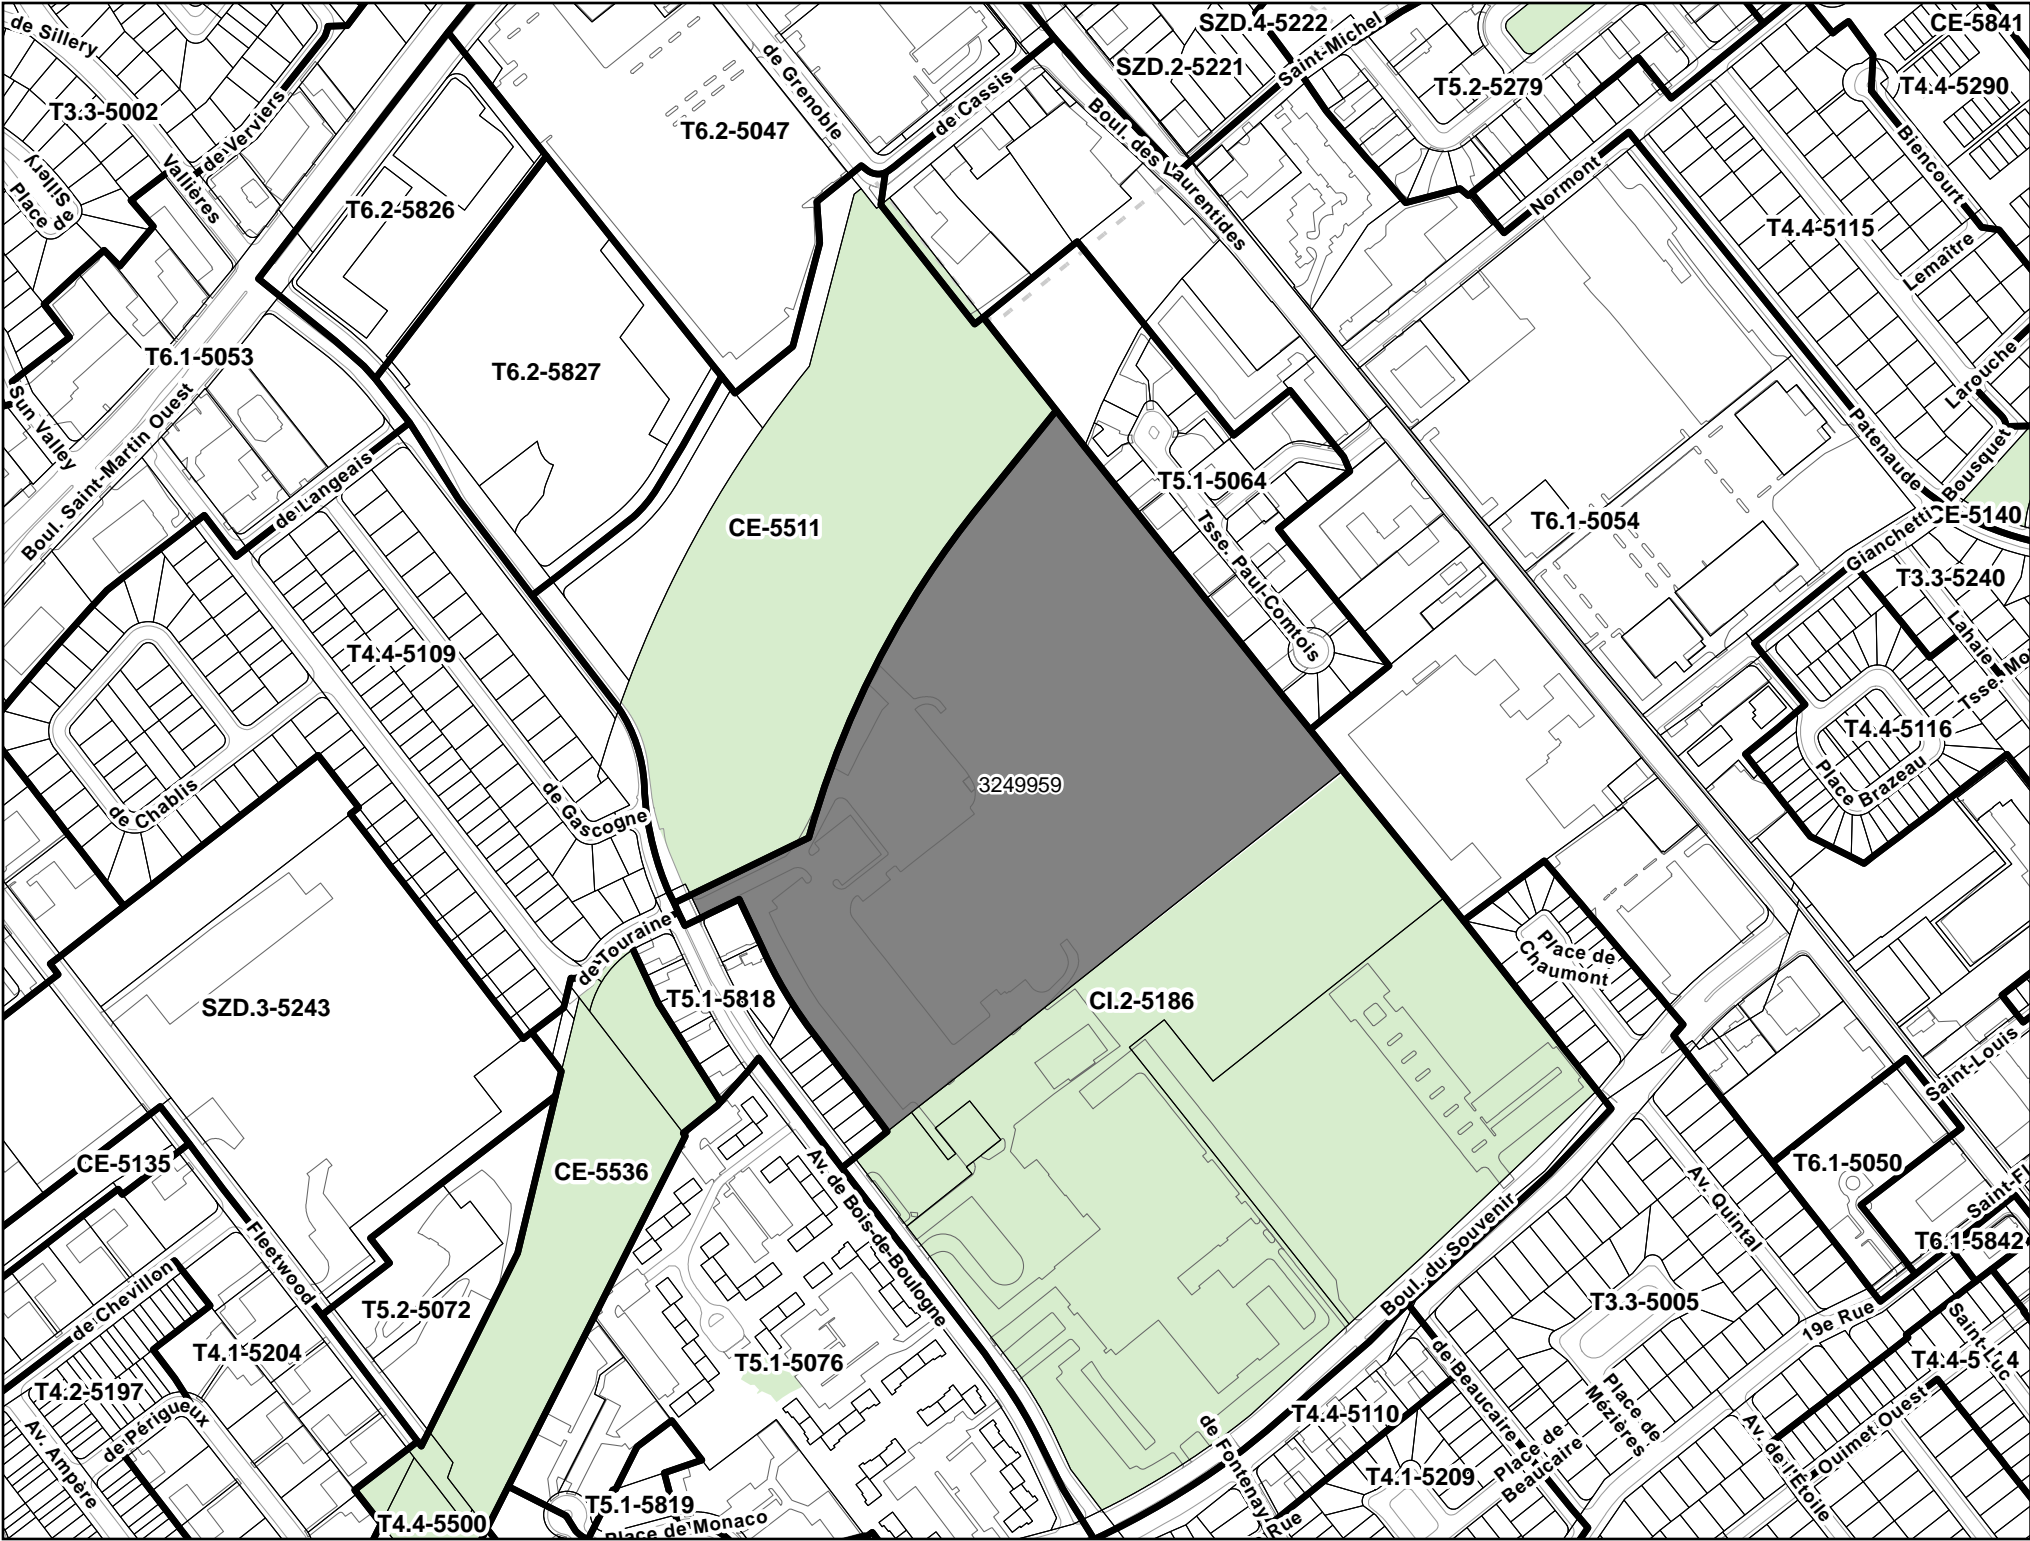 de Sillery
T3.3-5002
Place de
Sillery
Vallières
de Verviers
T6.2-5826
T6.2-5047
de Grenoble
de Cassis
SZD.4-5222
SZD.2-5221
Saint-Michel
Boul. des Laurentides
T5.2-5279
CE-5841
T4.4-5290
Biencourt
Normont
T4.4-5115
Lemaître
Larouche
T6.1-5053
T6.2-5827
Sun Valley
Boul. Saint-Martin Ouest
de Langeais
CE-5511
T5.1-5064
Tsse. Paul-Comtois
T6.1-5054
Patenaude
Bousquet
Gianchetti
CE-5140
T3.3-5240
Lahaie
T4.4-5109
T4.4-5116
Place
Brazeau
de Chablis
de Gascogne
3249959
de Touraine
T5.1-5818
SZD.3-5243
CI.2-5186
Place de
Chaumont
Saint-Louis
CE-5135
CE-5536
T6.1-5050
Av. Quintal
Av. de Bois-de-Boulogne
Boul. du Souvenir
T6.1-5842
Fleetwood
de Chevillon
T5.2-5072
T3.3-5005
19e Rue
Saint-Luc
T4.1-5204
T5.1-5076
T4.2-5197
de Périgueux
Av. Ampère
de Beaucaire
Place de
Mézières
T4.4-5110
de Fontenay
Place de
Beaucaire
Av. de l'Étoile
Ouimet Ouest
T4.1-5209
T5.1-5819
T4.4-5500
Place de Monaco
Rue